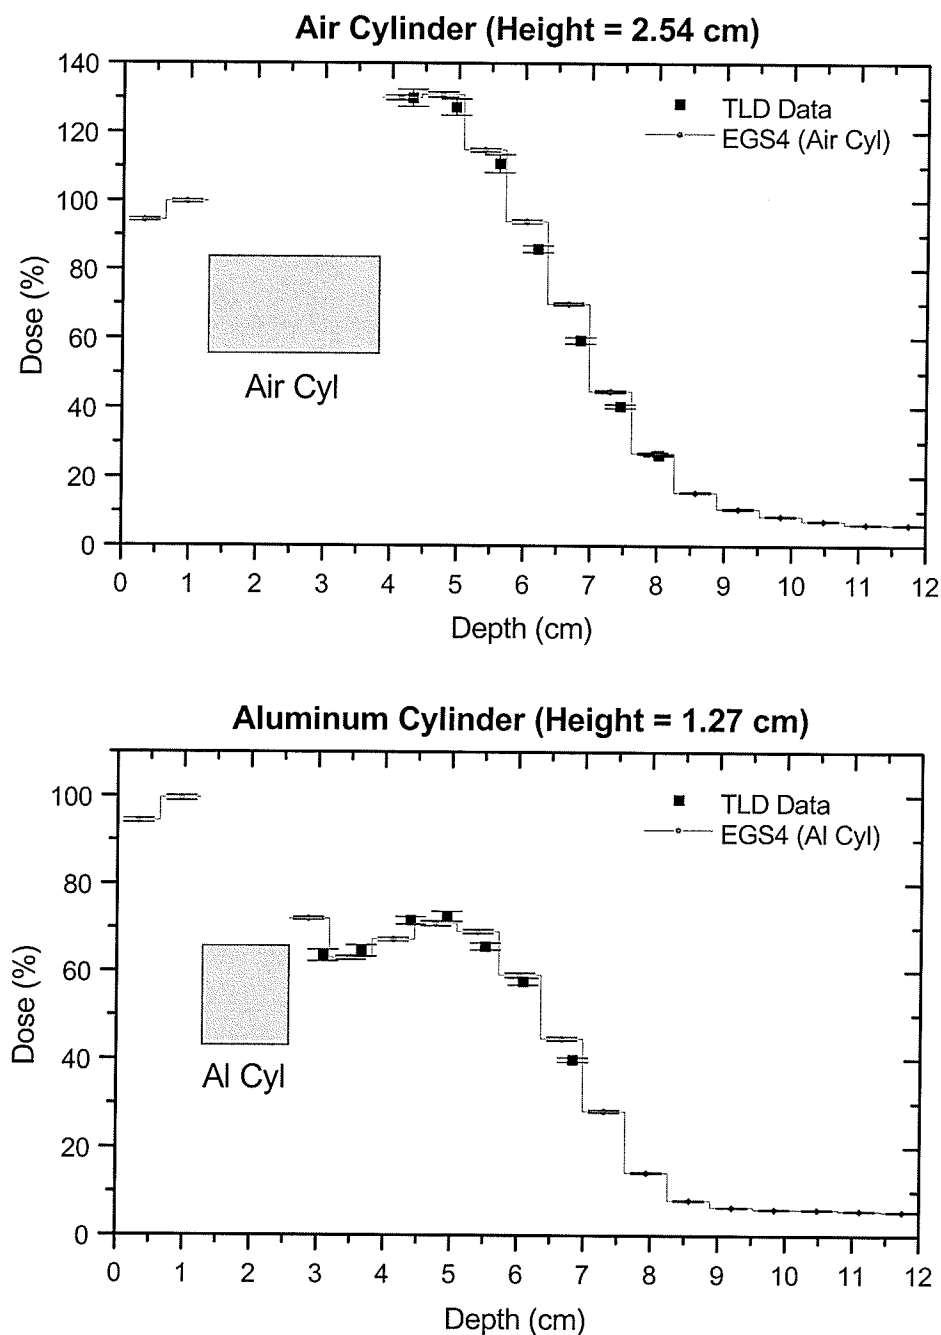 Air Cylinder (Height = 2.54 cm)
140
120
100
80
60
40
20
0
Dose (%)
TLD Data
EGS4 (Air Cyl)
Air Cyl
0 1 2 3 4 5 6 7 8 9 10 11 12
Depth (cm)
Aluminum Cylinder (Height = 1.27 cm)
100
80
60
40
20
0
Dose (%)
TLD Data
EGS4 (Al Cyl)
Al Cyl
0 1 2 3 4 5 6 7 8 9 10 11 12
Depth (cm)